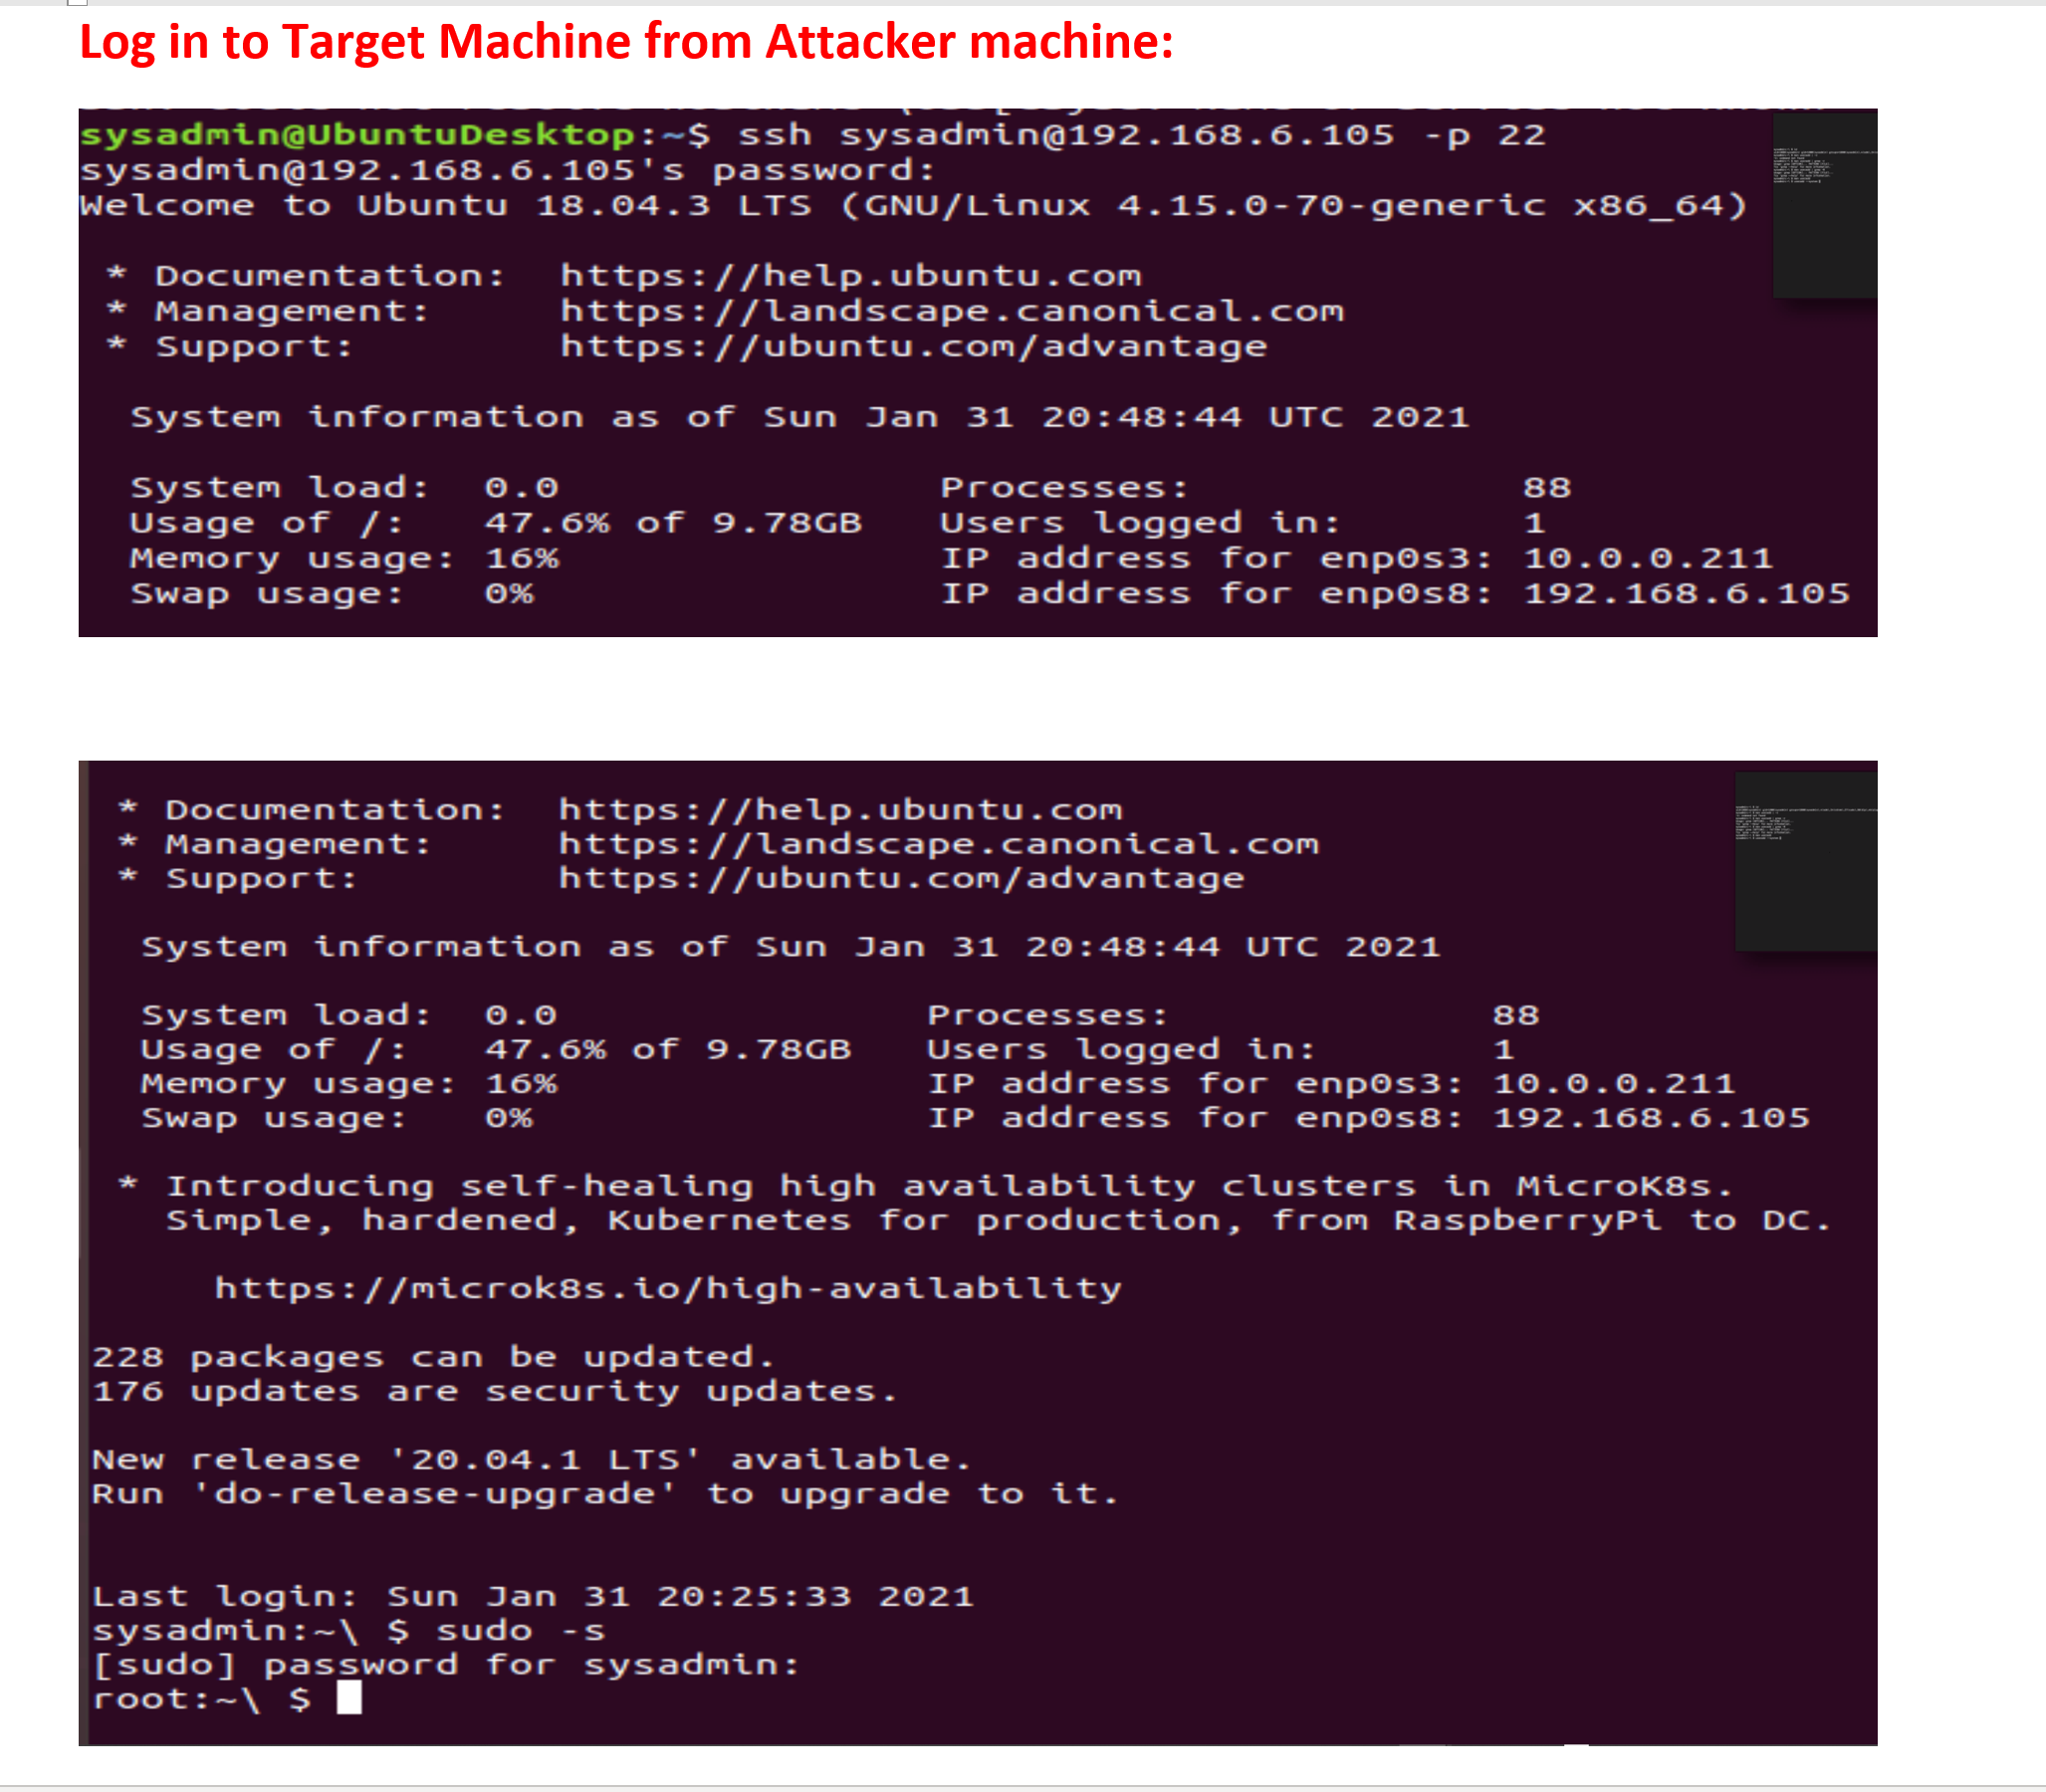 Log in to Target Machine from Attacker machine:
sysadmin@UbuntuDesktop:~$ ssh sysadmin@192.168.6.105 -p 22
sysadmin@192.168.6.105's password:
Welcome to Ubuntu 18.04.3 LTS (GNU/Linux 4.15.0-70-generic x86_64)
* Documentation:  https://help.ubuntu.com
* Management:     https://landscape.canonical.com
* Support:        https://ubuntu.com/advantage
System information as of Sun Jan 31 20:48:44 UTC 2021
System load:  0.0               Processes:             88
Usage of /:   47.6% of 9.78GB   Users logged in:       1
Memory usage: 16%               IP address for enp0s3: 10.0.0.211
Swap usage:   0%                IP address for enp0s8: 192.168.6.105
* Documentation:  https://help.ubuntu.com
* Management:     https://landscape.canonical.com
* Support:        https://ubuntu.com/advantage
System information as of Sun Jan 31 20:48:44 UTC 2021
System load:  0.0               Processes:             88
Usage of /:   47.6% of 9.78GB   Users logged in:       1
Memory usage: 16%               IP address for enp0s3: 10.0.0.211
Swap usage:   0%                IP address for enp0s8: 192.168.6.105
* Introducing self-healing high availability clusters in MicroK8s.
Simple, hardened, Kubernetes for production, from RaspberryPi to DC.
https://microk8s.io/high-availability
228 packages can be updated.
176 updates are security updates.
New release '20.04.1 LTS' available.
Run 'do-release-upgrade' to upgrade to it.
Last login: Sun Jan 31 20:25:33 2021
sysadmin:~\ $ sudo -s
[sudo] password for sysadmin:
root:~\ $